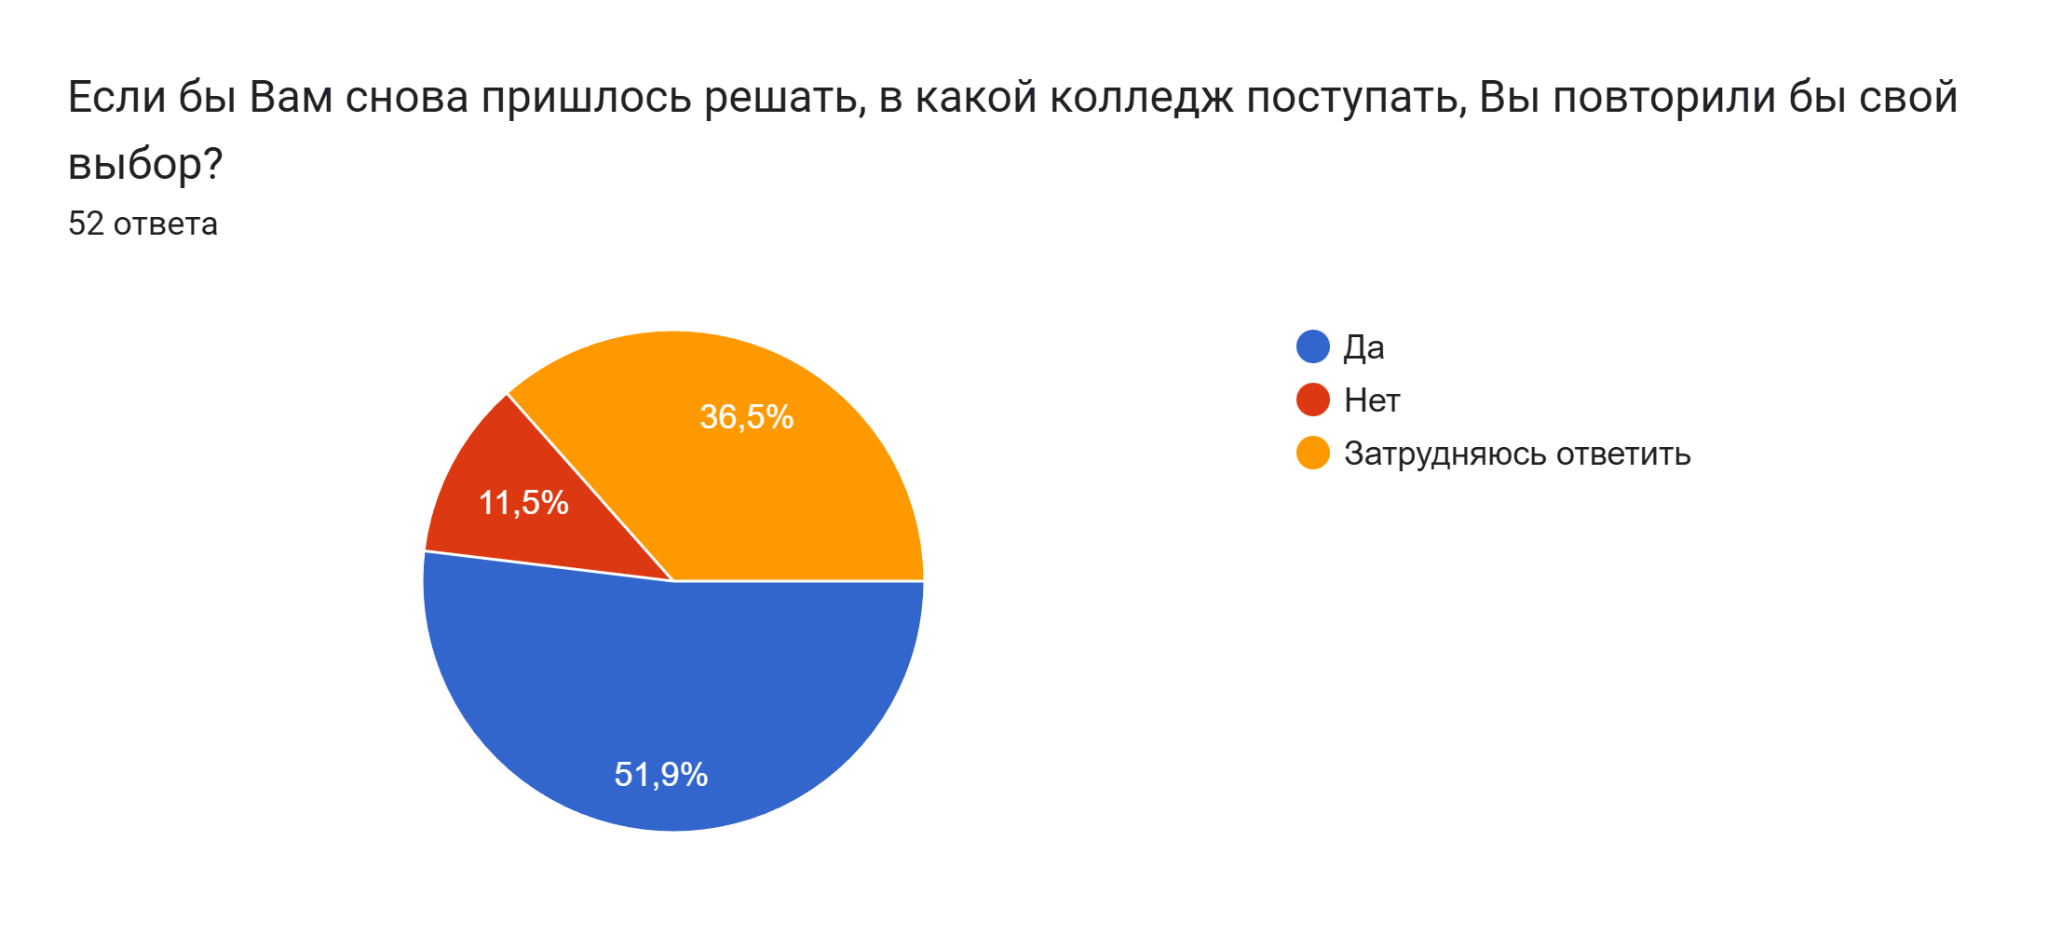 Если бы Вам снова пришлось решать, в какой колледж поступать, Вы повторили бы свой
выбор?
52 ответа
Да
Нет
Затрудняюсь ответить
36,5%
11,5%
51,9%